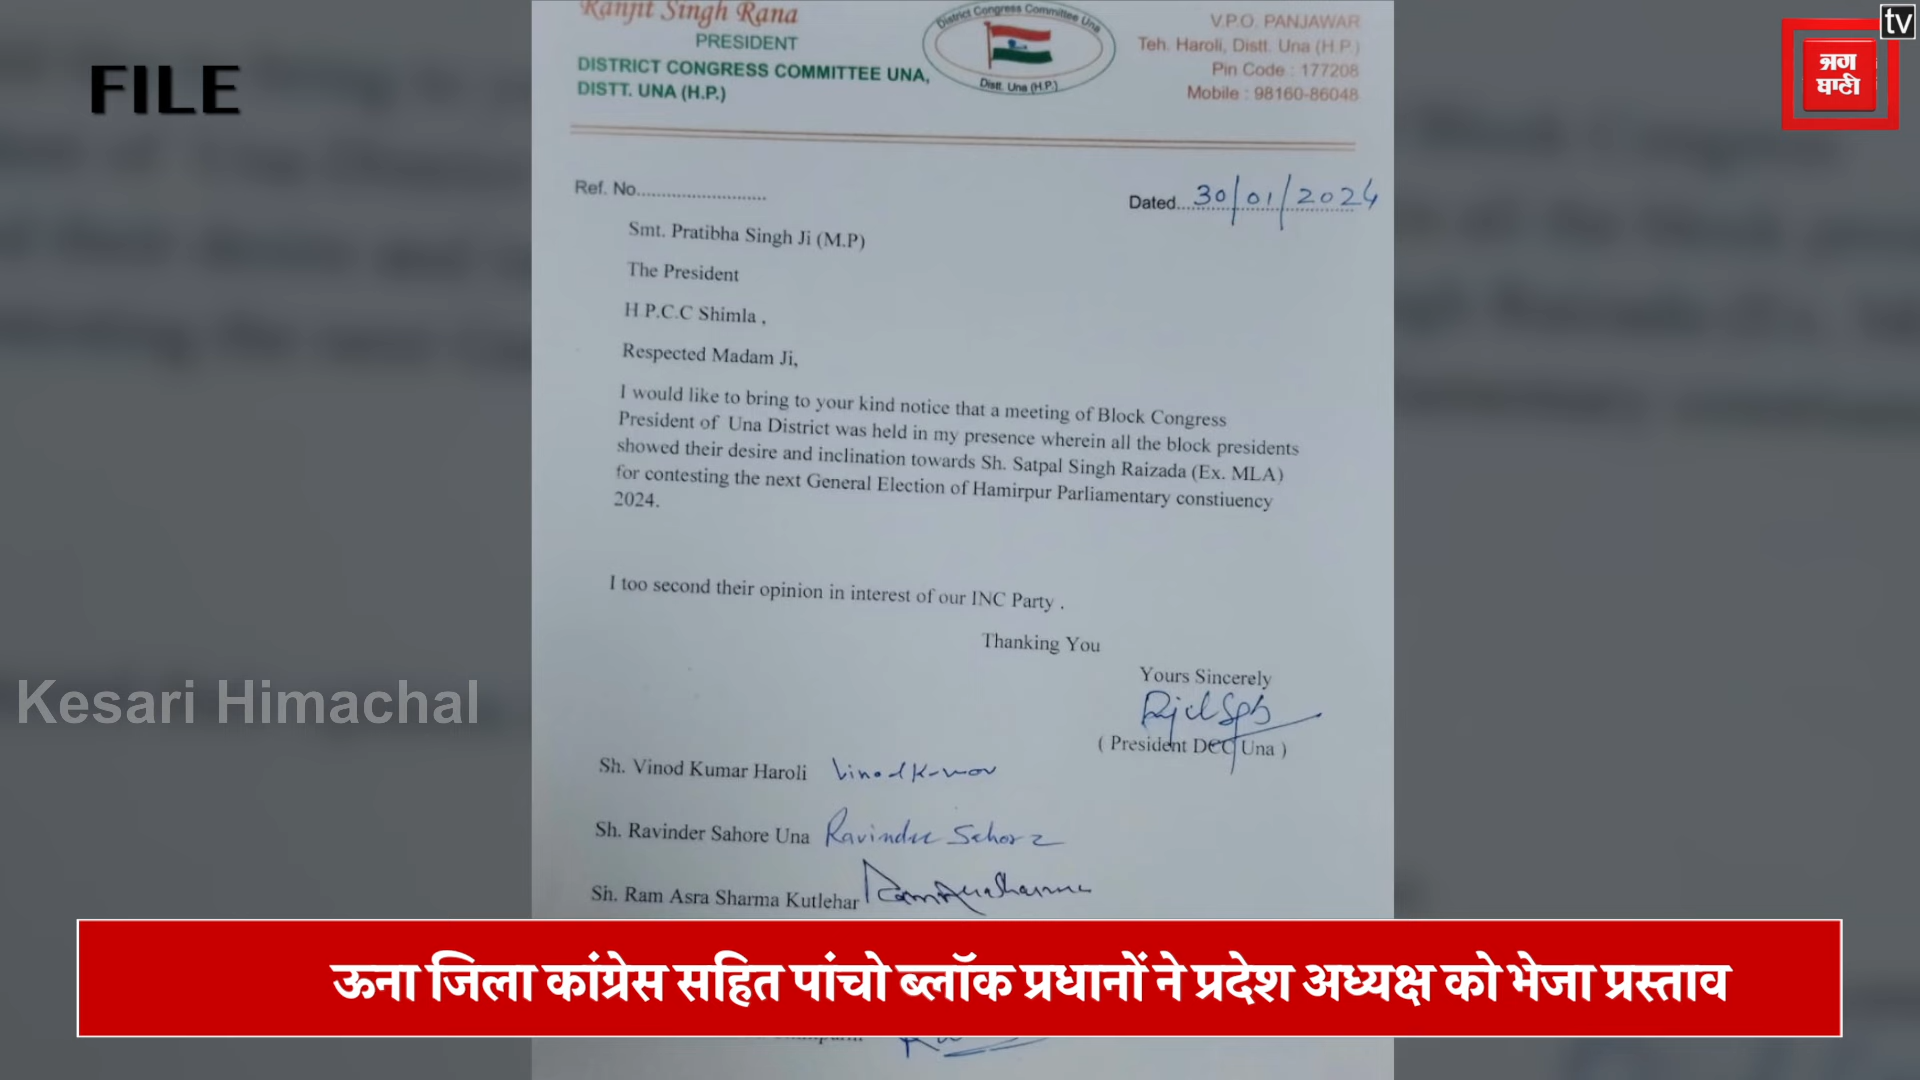 FILE
tv
ਜਗ
ਬਾਣੀ
Ranjit Singh Rana
PRESIDENT
DISTRICT CONGRESS COMMITTEE UNA,
DISTT. UNA (H.P.)
District Congress Committee Una
Distt. Una (H.P.)
V.P.O. PANJAWAR
Teh. Haroli, Distt. Una (H.P.)
Pin Code : 177208
Mobile : 98160-86048
Ref. No........................
Dated...30/01/2024
Smt. Pratibha Singh Ji (M.P)
The President
H.P.C.C Shimla ,
Respected Madam Ji,
I would like to bring to your kind notice that a meeting of Block Congress
President of Una District was held in my presence wherein all the block presidents
showed their desire and inclination towards Sh. Satpal Singh Raizada (Ex. MLA)
for contesting the next General Election of Hamirpur Parliamentary constiuency
2024.
I too second their opinion in interest of our INC Party .
Thanking You
Yours Sincerely
( President DCC Una )
Sh. Vinod Kumar Haroli Vinod Kumar
Sh. Ravinder Sahore Una Ravinder Sahore
Sh. Ram Asra Sharma Kutlehar
Kesari Himachal
ऊना जिला कांग्रेस सहित पांचो ब्लॉक प्रधानों ने प्रदेश अध्यक्ष को भेजा प्रस्ताव